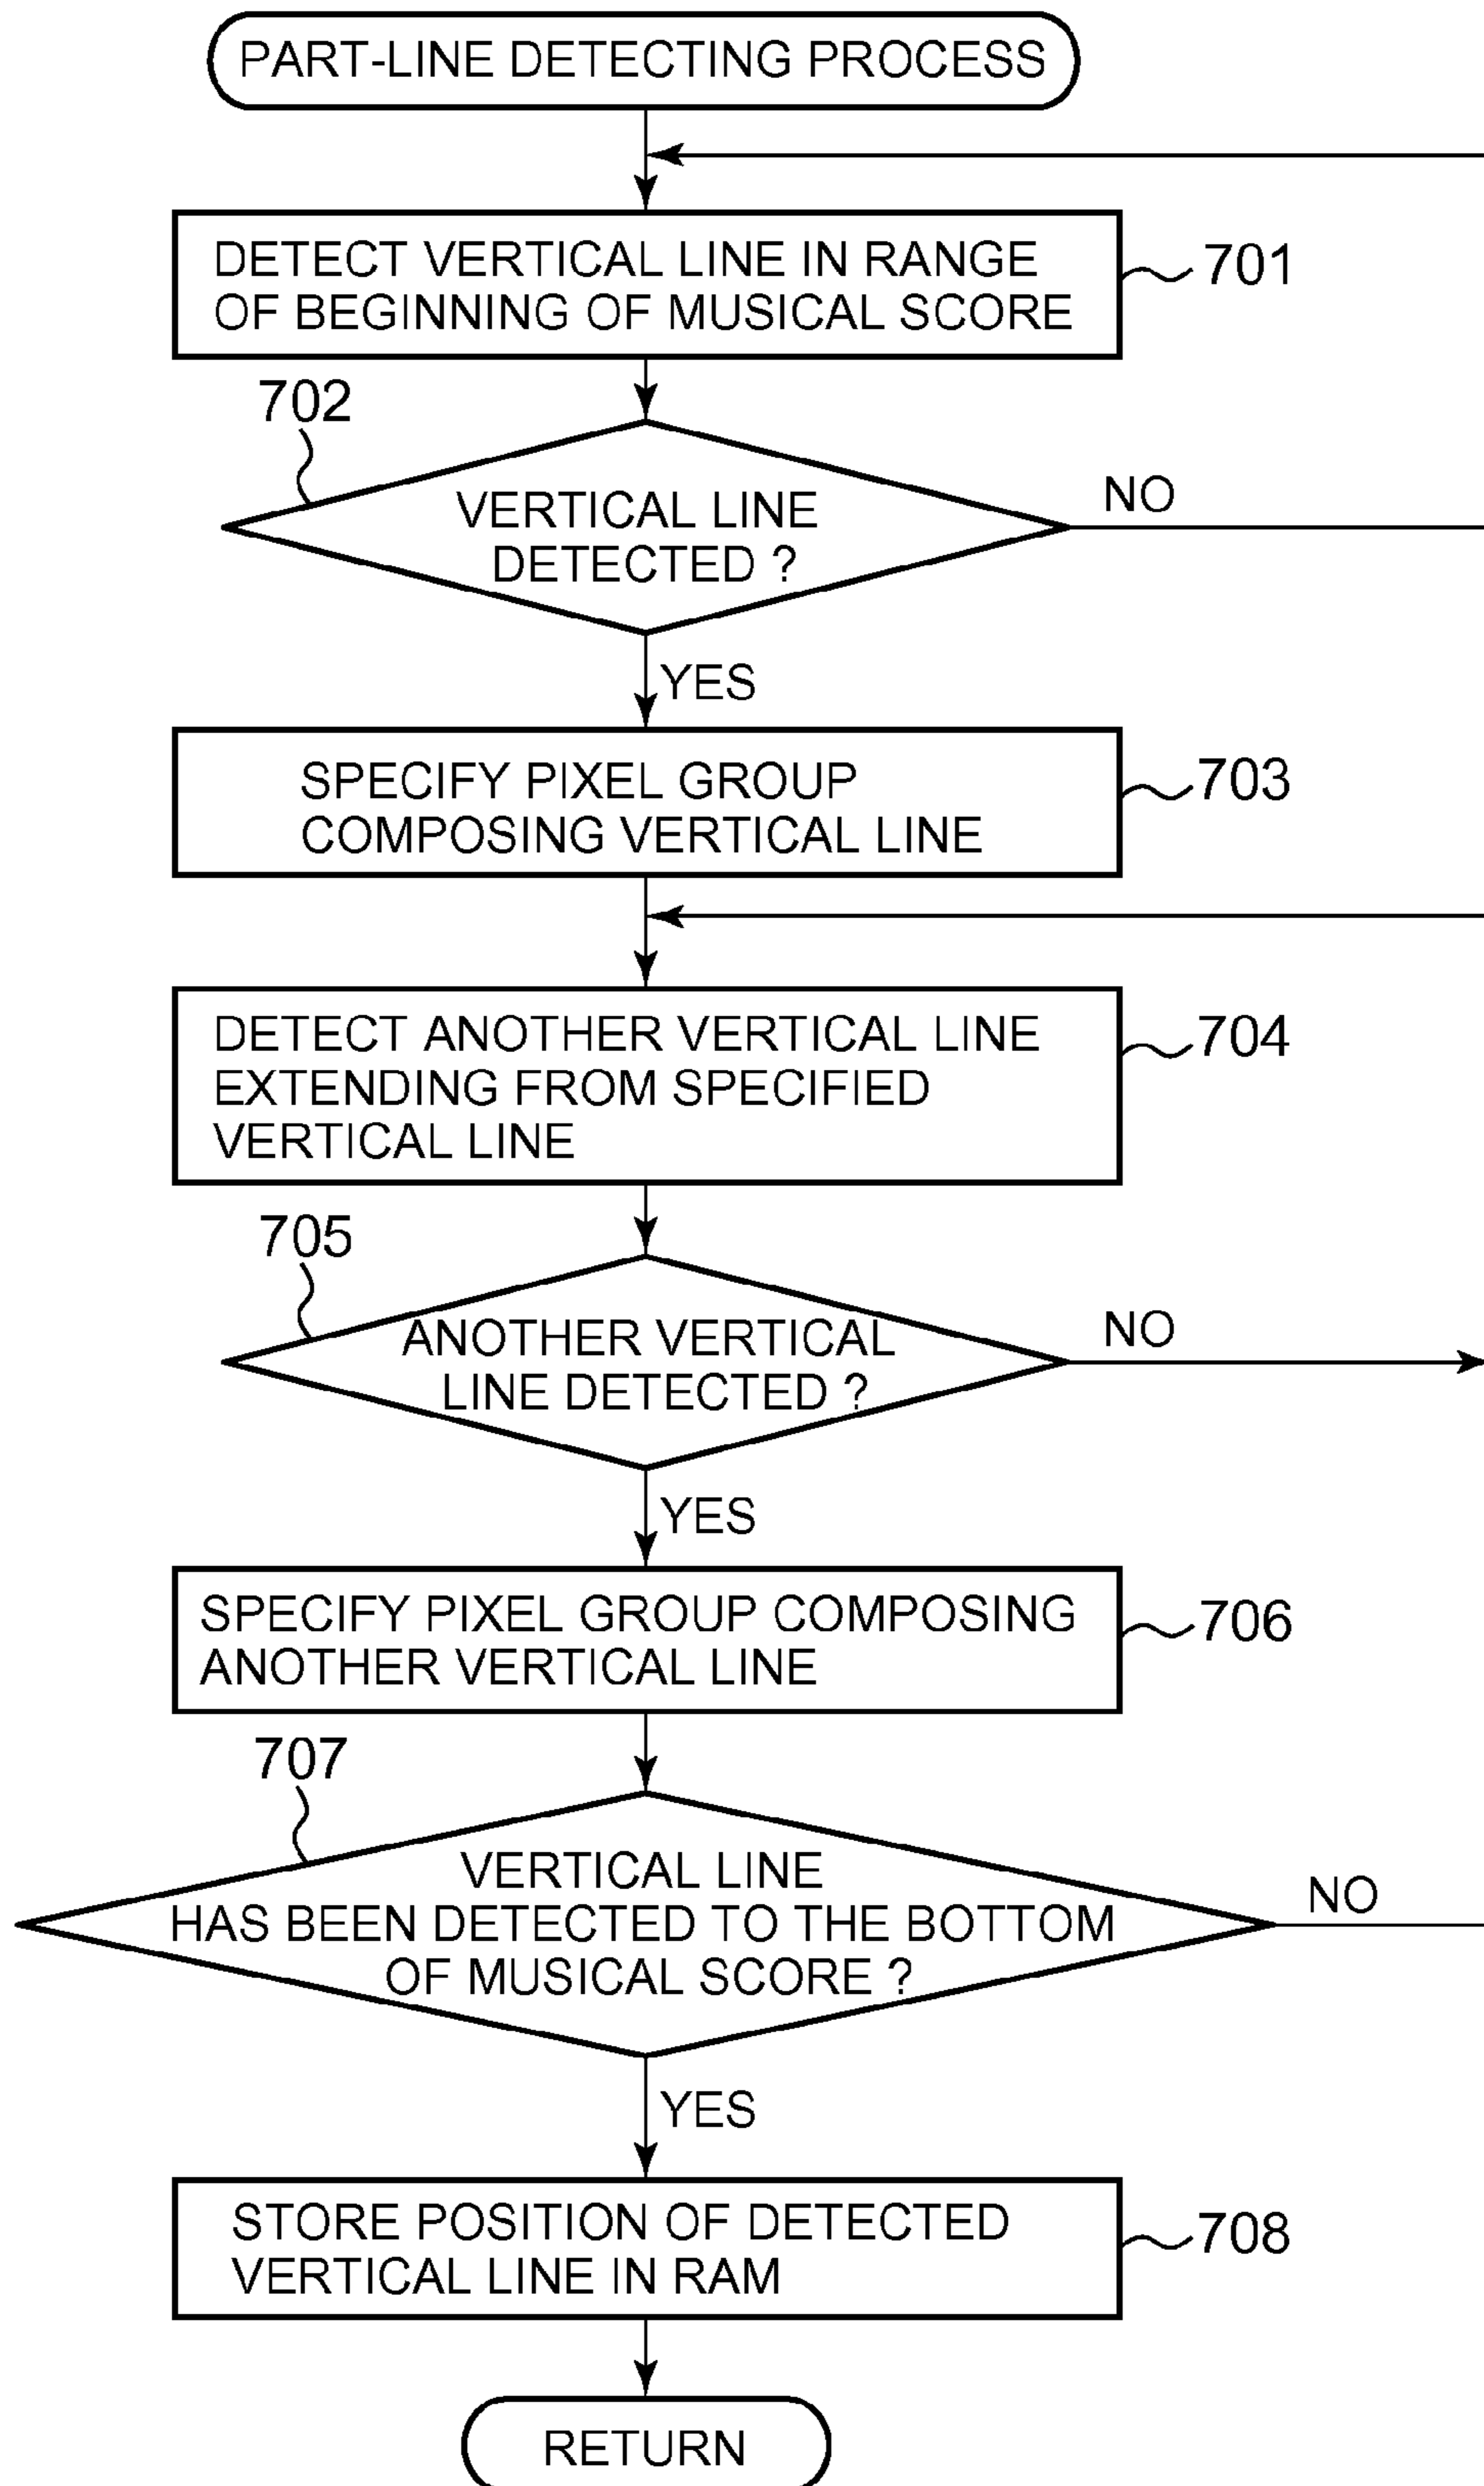 PART-LINE DETECTING PROCESS
DETECT VERTICAL LINE IN RANGE
OF BEGINNING OF MUSICAL SCORE
701
702
VERTICAL LINE
DETECTED ?
NO
YES
SPECIFY PIXEL GROUP
COMPOSING VERTICAL LINE
703
DETECT ANOTHER VERTICAL LINE
EXTENDING FROM SPECIFIED
VERTICAL LINE
704
705
ANOTHER VERTICAL
LINE DETECTED ?
NO
YES
SPECIFY PIXEL GROUP COMPOSING
ANOTHER VERTICAL LINE
706
707
VERTICAL LINE
HAS BEEN DETECTED TO THE BOTTOM
OF MUSICAL SCORE ?
NO
YES
STORE POSITION OF DETECTED
VERTICAL LINE IN RAM
708
RETURN